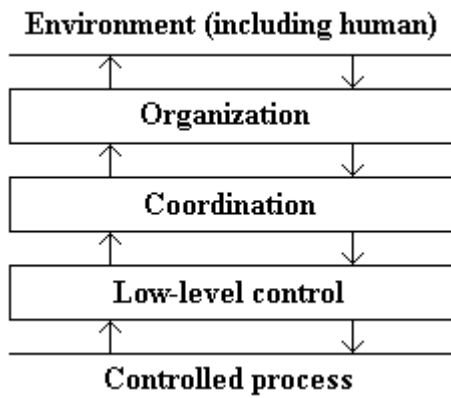 Environment (including human)
Organization
Coordination
Low-level control
Controlled process